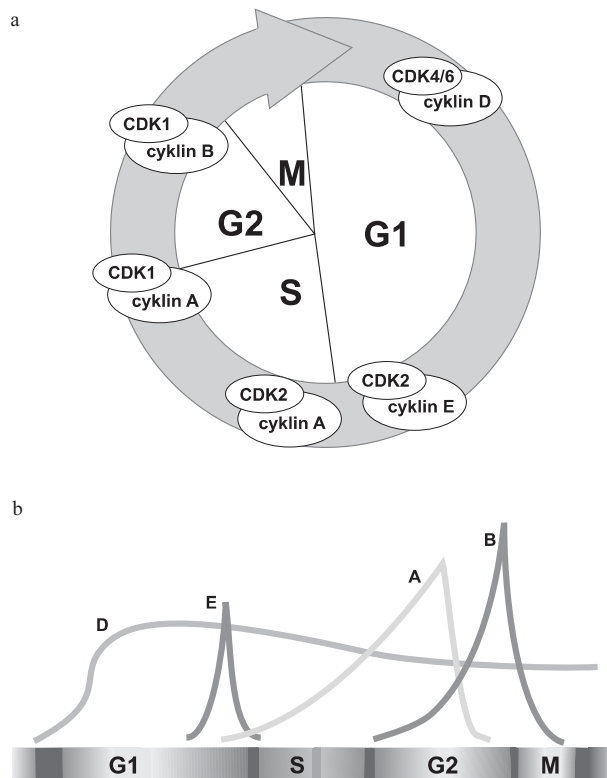 a
CDK4/6
cyklin D
CDK1
cyklin B
M
G2
G1
CDK1
cyklin A
S
CDK2
cyklin E
CDK2
cyklin A
b
B
A
E
D
G1
S
G2
M